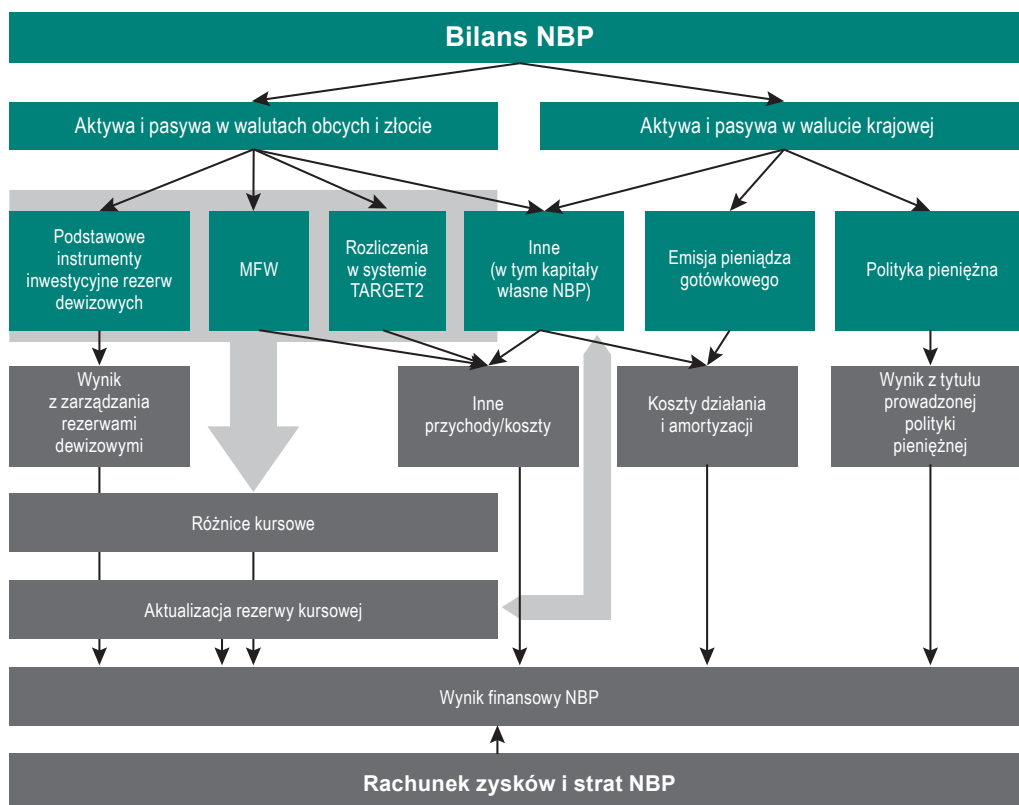 Bilans NBP
Aktywa i pasywa w walutach obcych i złocie
Aktywa i pasywa w walucie krajowej
Podstawowe
instrumenty
inwestycyjne rezerw
dewizowych
MFW
Rozliczenia
w systemie
TARGET2
Inne
(w tym kapitały
własne NBP)
Emisja pieniądza
gotówkowego
Polityka pieniężna
Wynik
z zarządzania
rezerwami
dewizowymi
Inne
przychody/koszty
Koszty działania
i amortyzacji
Wynik z tytułu
prowadzonej
polityki
pieniężnej
Różnice kursowe
Aktualizacja rezerwy kursowej
Wynik finansowy NBP
Rachunek zysków i strat NBP